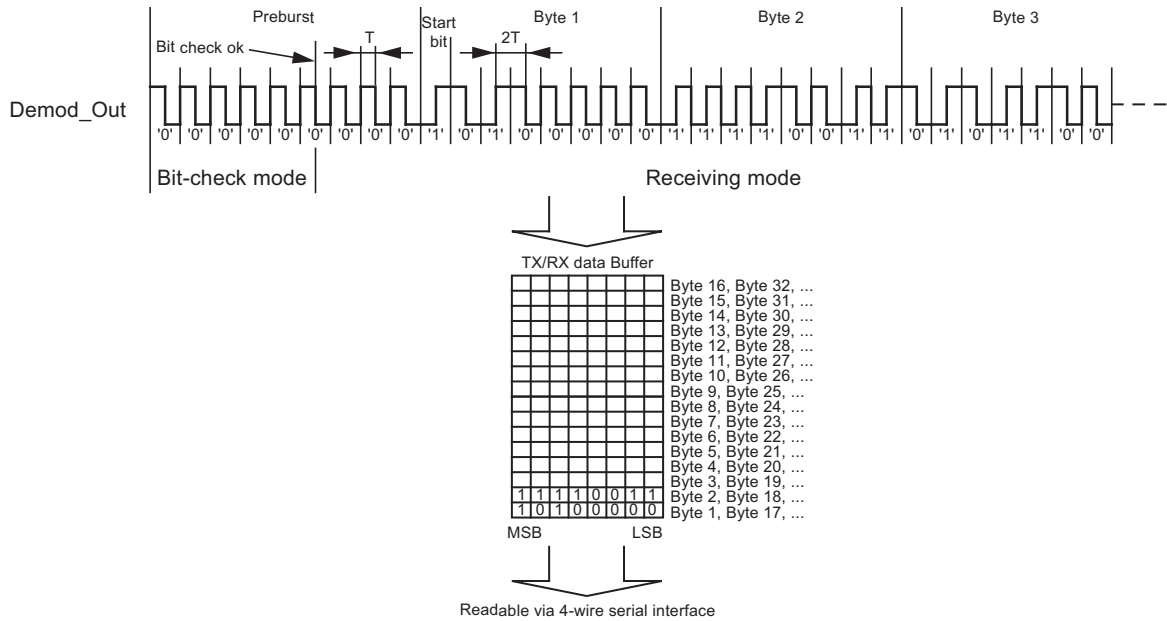 Preburst
Start bit
Byte 1
Byte 2
Byte 3
Bit check ok
T
2T
Demod_Out
'0' '0' '0' '0' '0' '0' '0' '0' '0' '1' '0' '1' '0' '0' '0' '0' '0' '1' '1' '1' '1' '0' '0' '1' '1' '0' '1' '0' '1' '1' '0' '0'
Bit-check mode
Receiving mode
TX/RX data Buffer
Byte 16, Byte 32, ...
Byte 15, Byte 31, ...
Byte 14, Byte 30, ...
Byte 13, Byte 29, ...
Byte 12, Byte 28, ...
Byte 11, Byte 27, ...
Byte 10, Byte 26, ...
Byte 9, Byte 25, ...
Byte 8, Byte 24, ...
Byte 7, Byte 23, ...
Byte 6, Byte 22, ...
Byte 5, Byte 21, ...
Byte 4, Byte 20, ...
Byte 3, Byte 19, ...
1 1 1 1 0 0 1 1 Byte 2, Byte 18, ...
1 0 1 0 0 0 0 0 Byte 1, Byte 17, ...
MSB LSB
Readable via 4-wire serial interface